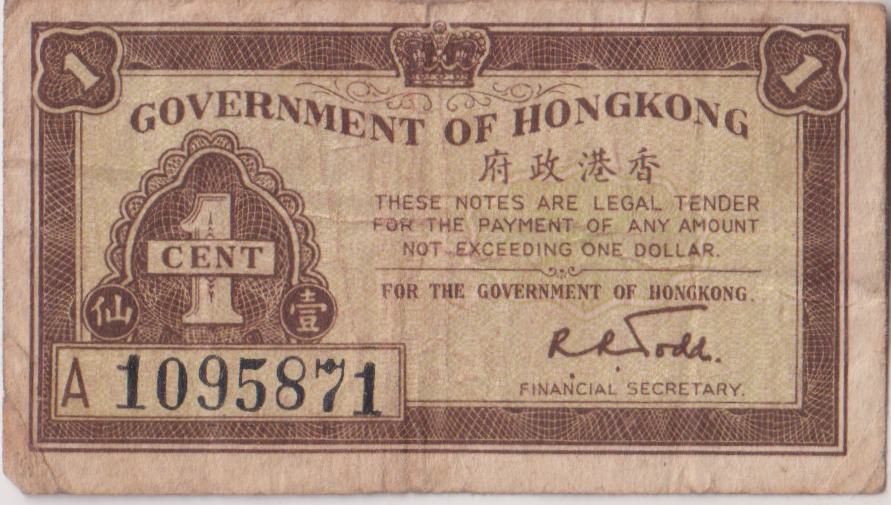 1 1
GOVERNMENT OF HONGKONG
府政港香
THESE NOTES ARE LEGAL TENDER
FOR THE PAYMENT OF ANY AMOUNT
NOT EXCEEDING ONE DOLLAR.
FOR THE GOVERNMENT OF HONGKONG.
R R Todd.
FINANCIAL SECRETARY.
1
CENT
仙 壹
A 1095871